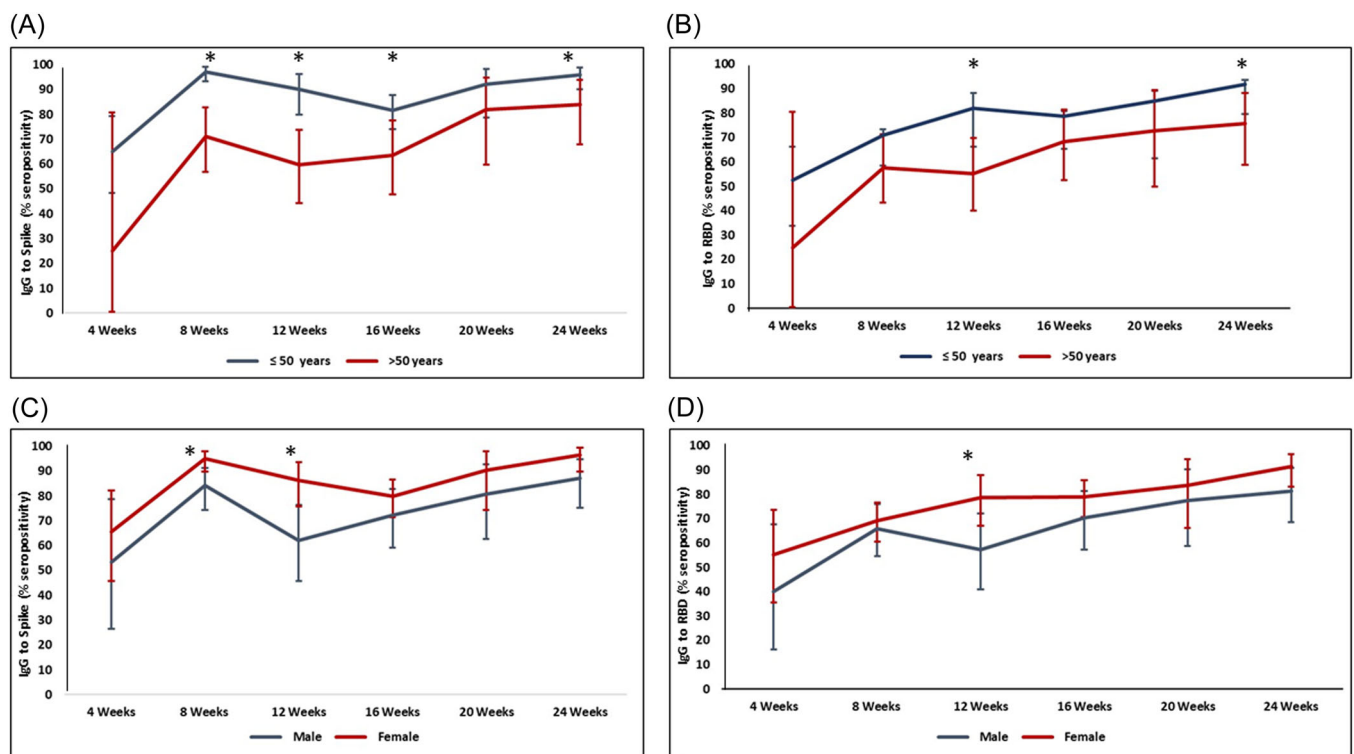 (A)
IgG to Spike (% seropositivity)
100
90
80
70
60
50
40
30
20
10
0
* * * *
4 Weeks 8 Weeks 12 Weeks 16 Weeks 20 Weeks 24 Weeks
≤ 50 years >50 years
(B)
IgG to RBD (% seropositivity)
100
90
80
70
60
50
40
30
20
10
0
* *
4 Weeks 8 Weeks 12 Weeks 16 Weeks 20 Weeks 24 Weeks
≤ 50 years >50 years
(C)
IgG to Spike (% seropositivity)
100
90
80
70
60
50
40
30
20
10
0
* *
4 Weeks 8 Weeks 12 Weeks 16 Weeks 20 Weeks 24 Weeks
Male Female
(D)
IgG to RBD (% seropositivity)
100
90
80
70
60
50
40
30
20
10
0
*
4 Weeks 8 Weeks 12 Weeks 16 Weeks 20 Weeks 24 Weeks
Male Female